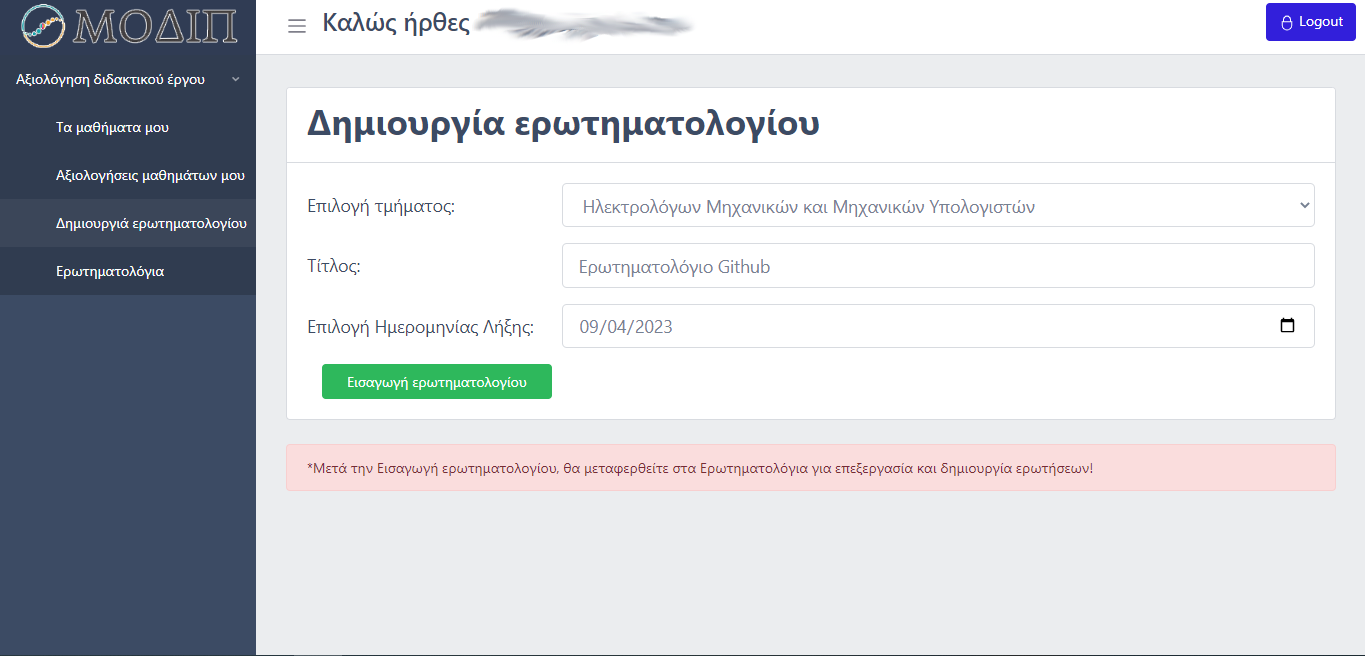 ΜΟΔΙΠ
Καλώς ήρθες
Logout
Αξιολόγηση διδακτικού έργου
Τα μαθήματα μου
Αξιολογήσεις μαθημάτων μου
Δημιουργιά ερωτηματολογίου
Ερωτηματολόγια
Δημιουργία ερωτηματολογίου
Επιλογή τμήματος:
Ηλεκτρολόγων Μηχανικών και Μηχανικών Υπολογιστών
Τίτλος:
Ερωτηματολόγιο Github
Επιλογή Ημερομηνίας Λήξης:
09/04/2023
Εισαγωγή ερωτηματολογίου
*Μετά την Εισαγωγή ερωτηματολογίου, θα μεταφερθείτε στα Ερωτηματολόγια για επεξεργασία και δημιουργία ερωτήσεων!